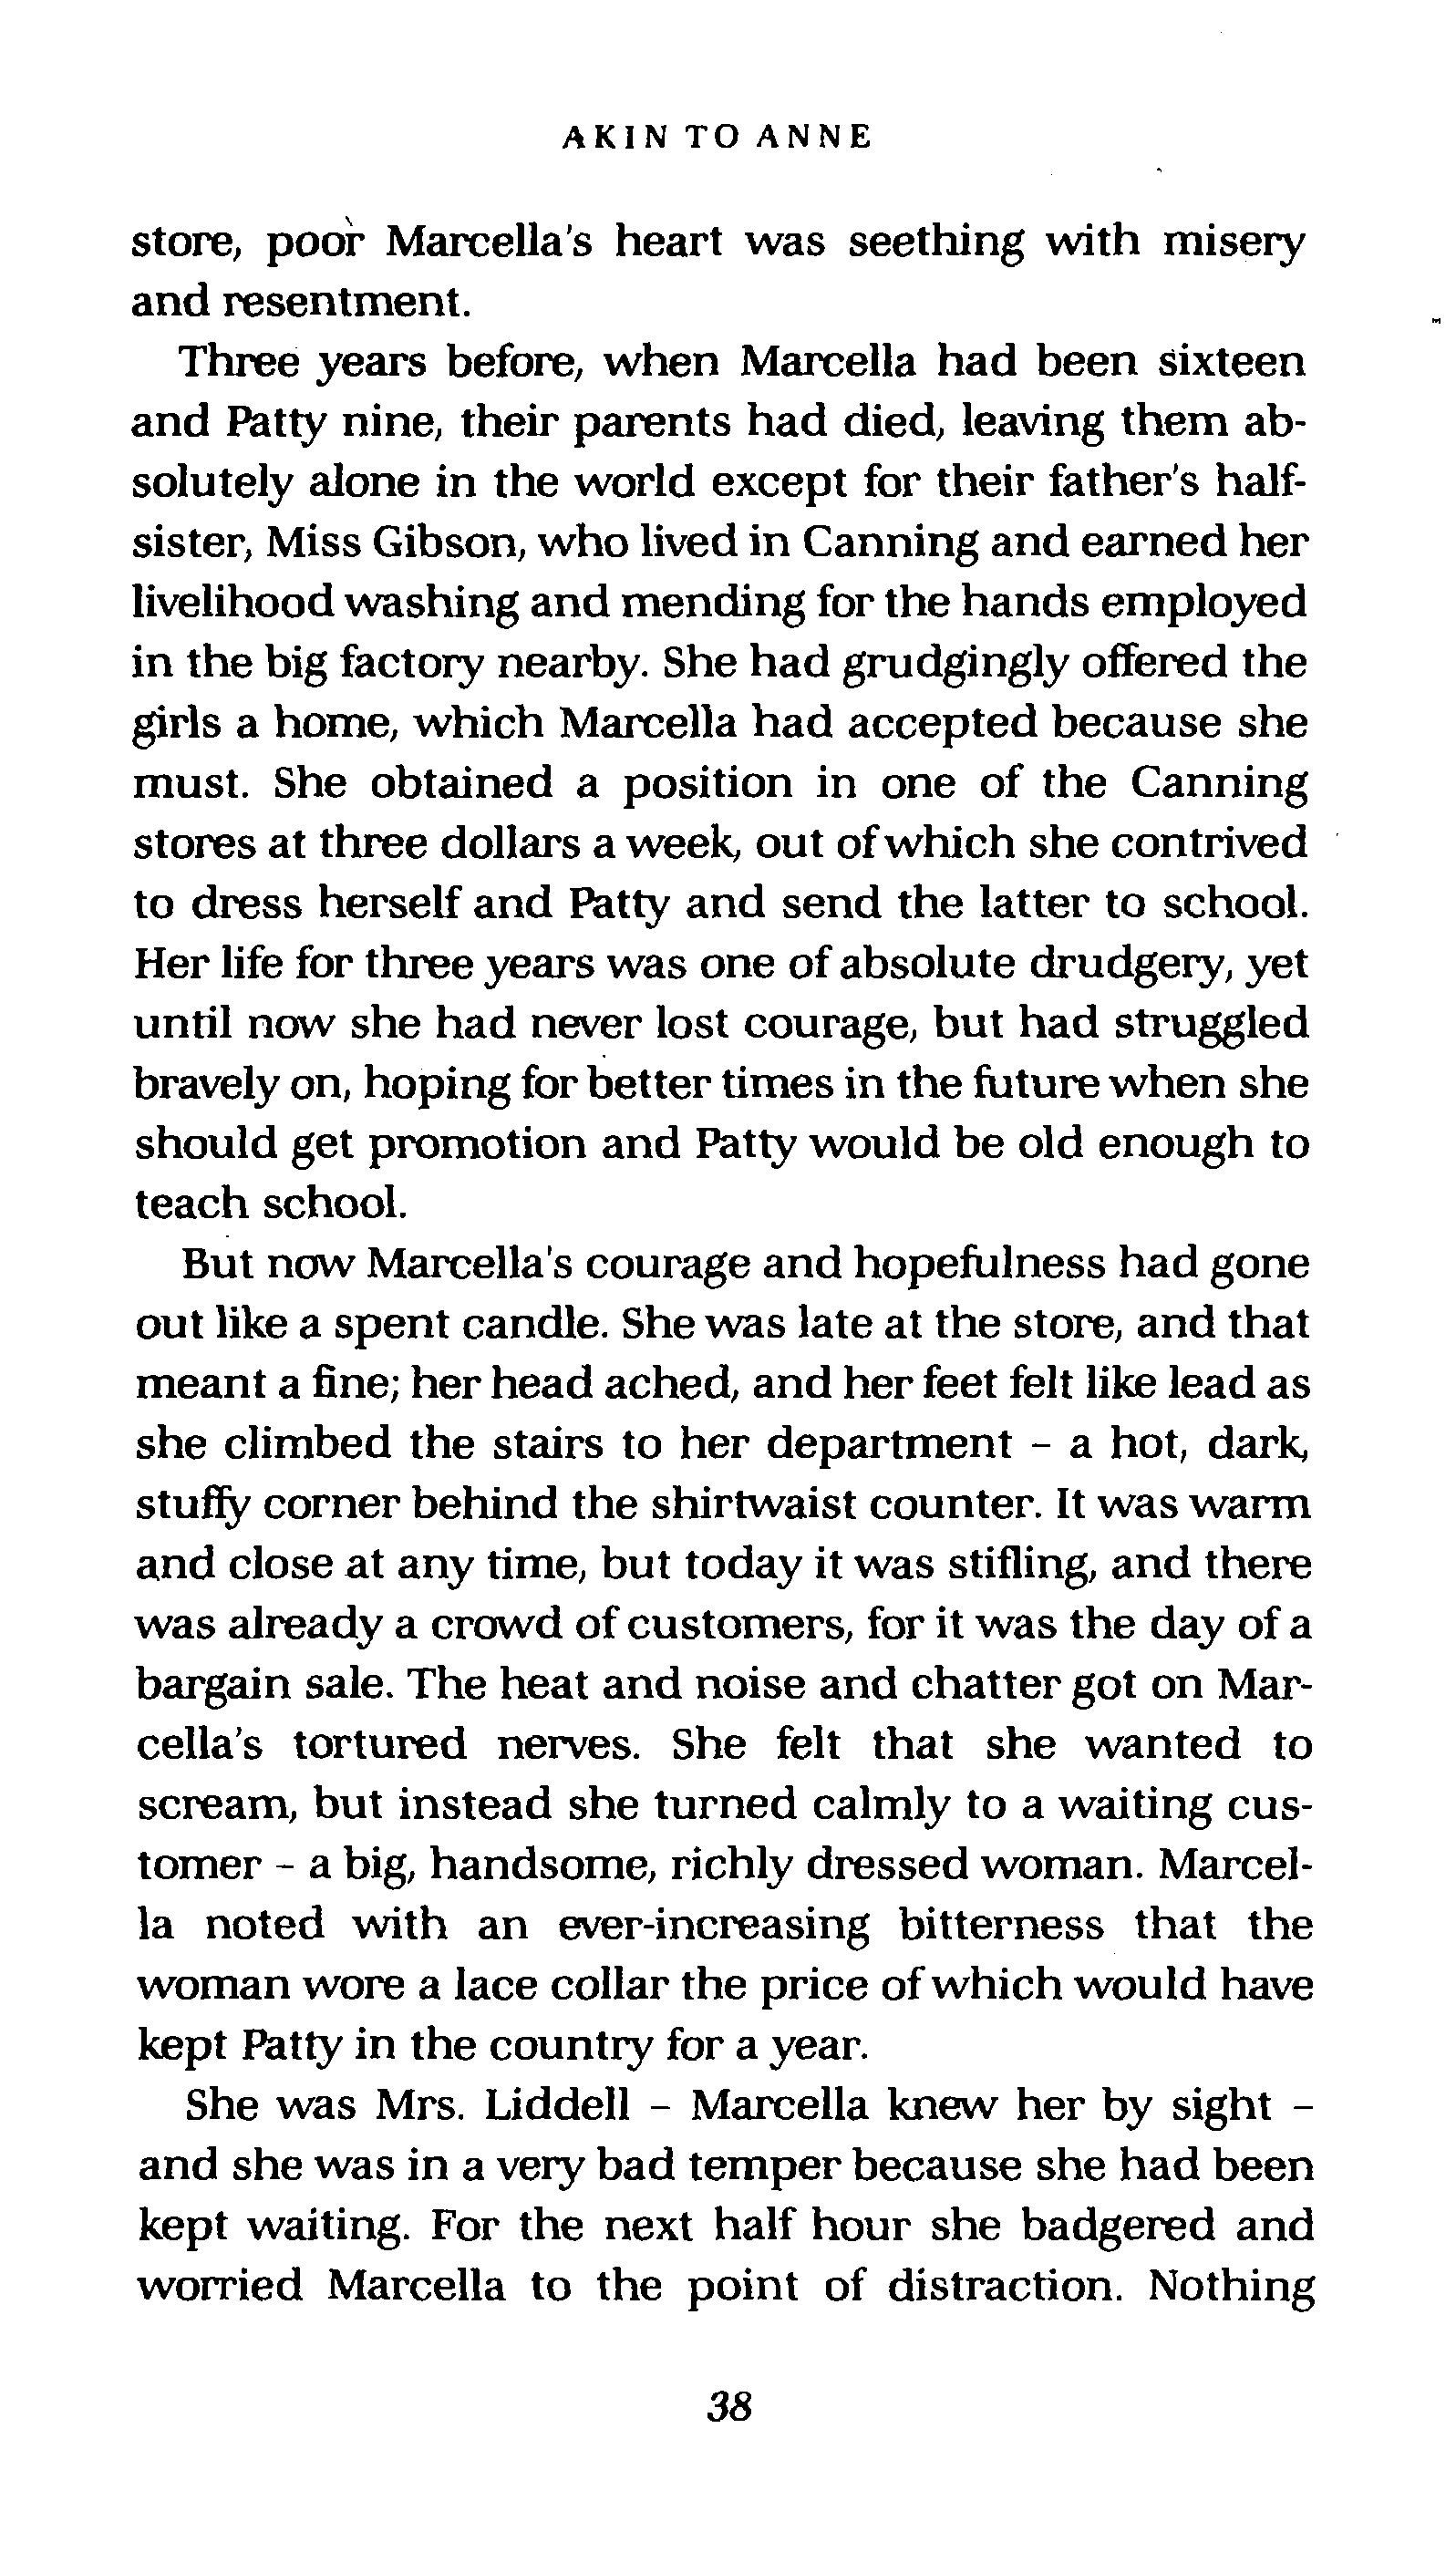 AKIN TO ANNE
store, poor Marcella's heart was seething with misery
and resentment.
Three years before, when Marcella had been sixteen
and Patty nine, their parents had died, leaving them ab-
solutely alone in the world except for their father's half-
sister, Miss Gibson, who lived in Canning and earned her
livelihood washing and mending for the hands employed
in the big factory nearby. She had grudgingly offered the
girls a home, which Marcella had accepted because she
must. She obtained a position in one of the Canning
stores at three dollars a week, out of which she contrived
to dress herself and Patty and send the latter to school.
Her life for three years was one of absolute drudgery, yet
until now she had never lost courage, but had struggled
bravely on, hoping for better times in the future when she
should get promotion and Patty would be old enough to
teach school.
But now Marcella's courage and hopefulness had gone
out like a spent candle. She was late at the store, and that
meant a fine; her head ached, and her feet felt like lead as
she climbed the stairs to her department - a hot, dark,
stuffy corner behind the shirtwaist counter. It was warm
and close at any time, but today it was stifling, and there
was already a crowd of customers, for it was the day of a
bargain sale. The heat and noise and chatter got on Mar-
cella's tortured nerves. She felt that she wanted to
scream, but instead she turned calmly to a waiting cus-
tomer - a big, handsome, richly dressed woman. Marcel-
la noted with an ever-increasing bitterness that the
woman wore a lace collar the price of which would have
kept Patty in the country for a year.
She was Mrs. Liddell - Marcella knew her by sight -
and she was in a very bad temper because she had been
kept waiting. For the next half hour she badgered and
worried Marcella to the point of distraction. Nothing
38